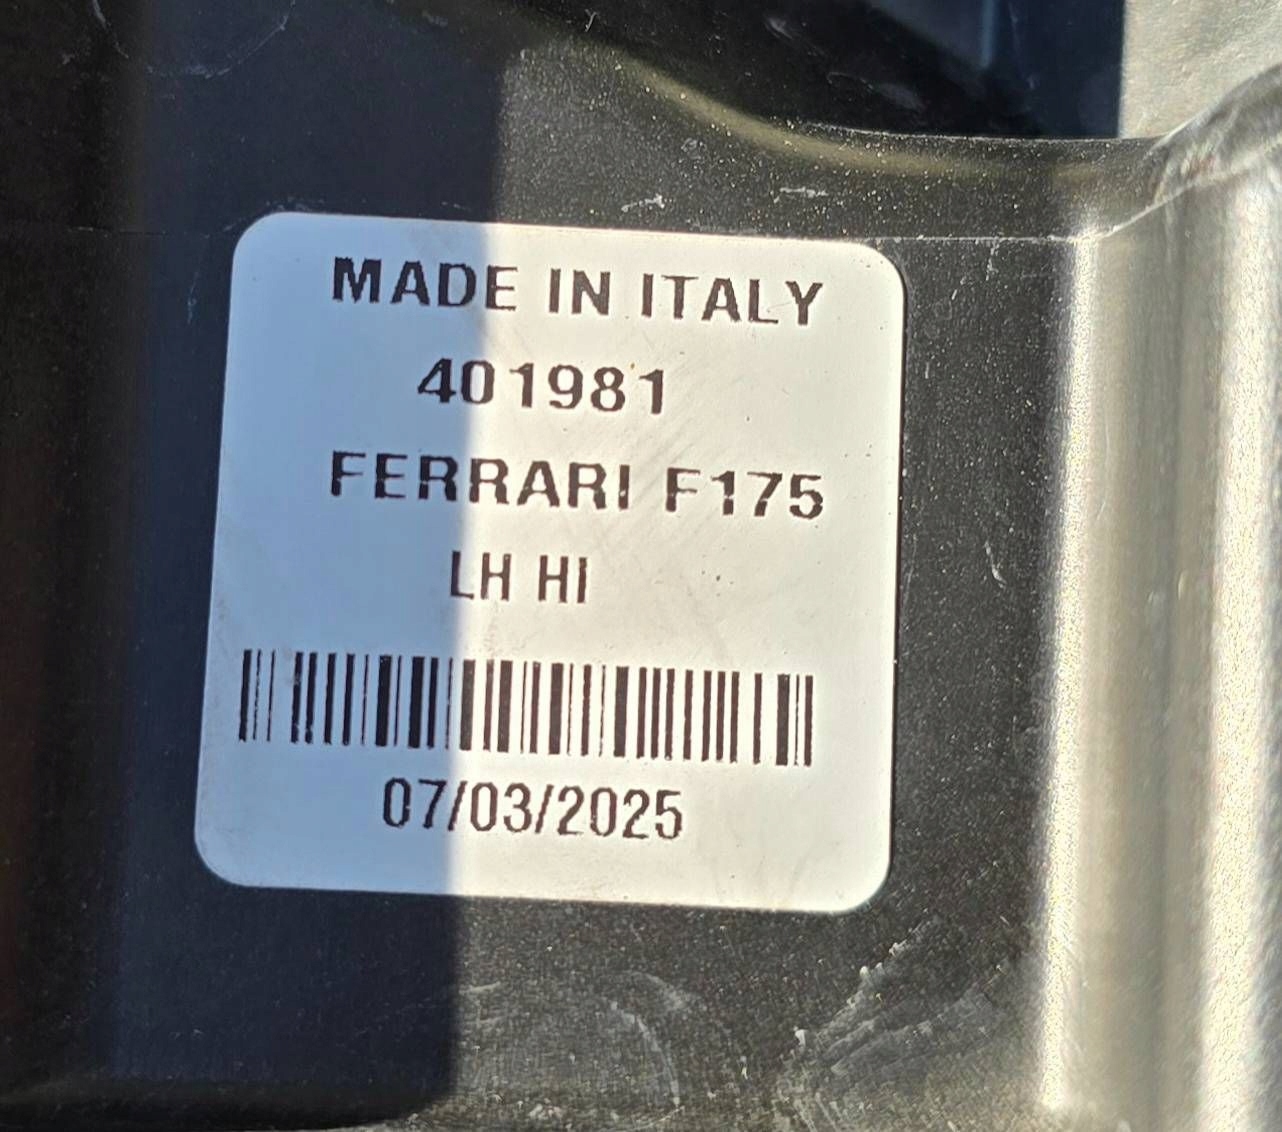 MADE IN ITALY
401981
FERRARI F175
LH HI
07/03/2025